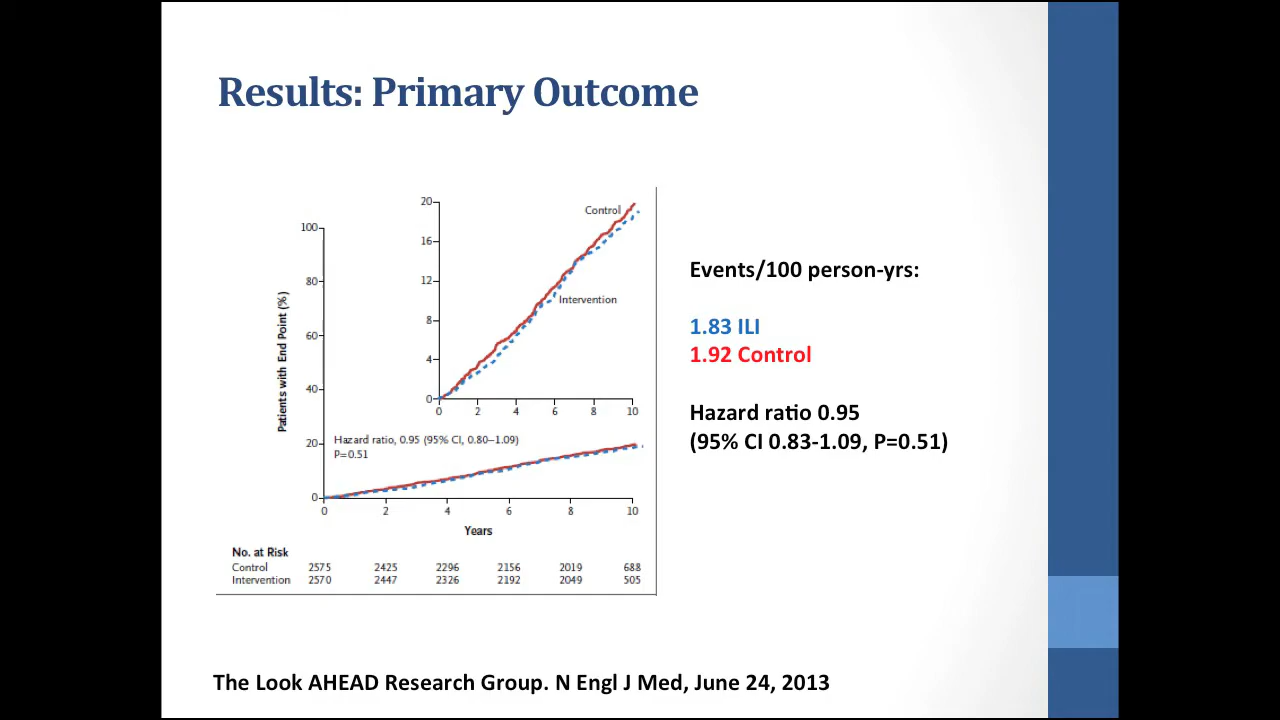 Results: Primary Outcome
20
16
12
8
4
0
0 2 4 6 8 10
Control
Intervention
100
80
60
40
20
0
Patients with End Point (%)
Hazard ratio, 0.95 (95% CI, 0.80–1.09)
P=0.51
0 2 4 6 8 10
Years
No. at Risk
Control 2575 2425 2296 2156 2019 688
Intervention 2570 2447 2326 2192 2049 505
Events/100 person-yrs:
1.83 ILI
1.92 Control
Hazard ratio 0.95
(95% CI 0.83-1.09, P=0.51)
The Look AHEAD Research Group. N Engl J Med, June 24, 2013